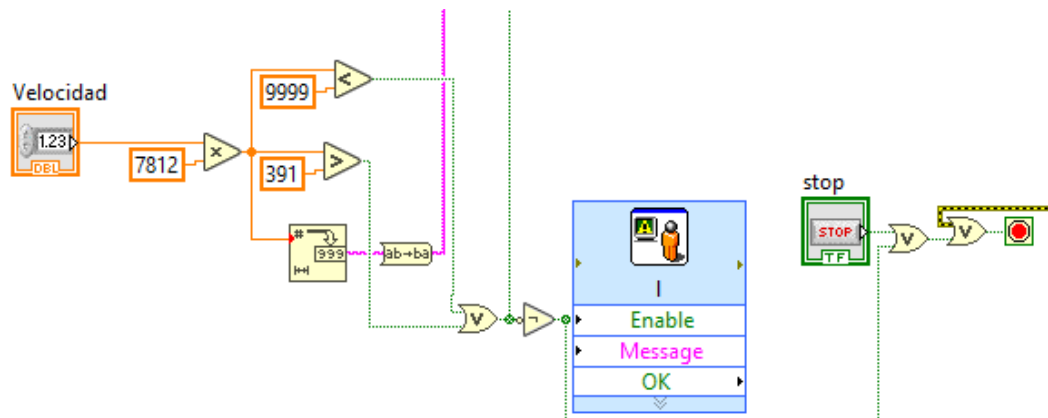 Velocidad
1.23
DBL
7812
×
9999
<
391
>
#
999
ab→ba
V
¬
I
Enable
Message
OK
stop
STOP
TF
V
V